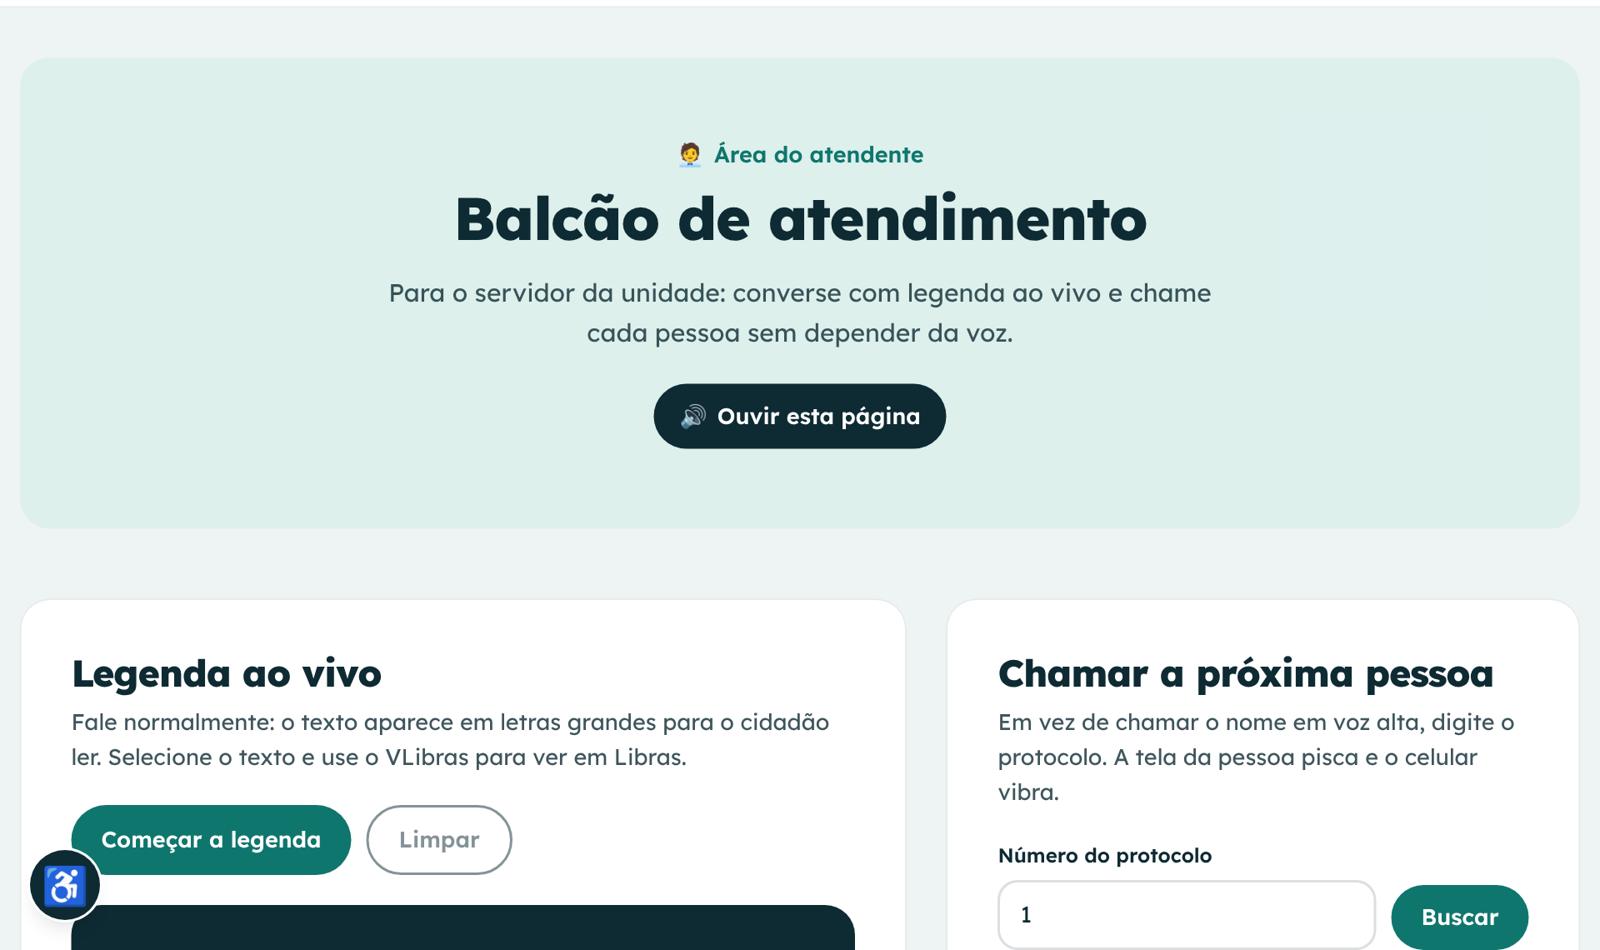 Área do atendente
Balcão de atendimento
Para o servidor da unidade: converse com legenda ao vivo e chame
cada pessoa sem depender da voz.
Ouvir esta página
Legenda ao vivo
Fale normalmente: o texto aparece em letras grandes para o cidadão
ler. Selecione o texto e use o VLibras para ver em Libras.
Começar a legenda
Limpar
Chamar a próxima pessoa
Em vez de chamar o nome em voz alta, digite o
protocolo. A tela da pessoa pisca e o celular
vibra.
Número do protocolo
1
Buscar